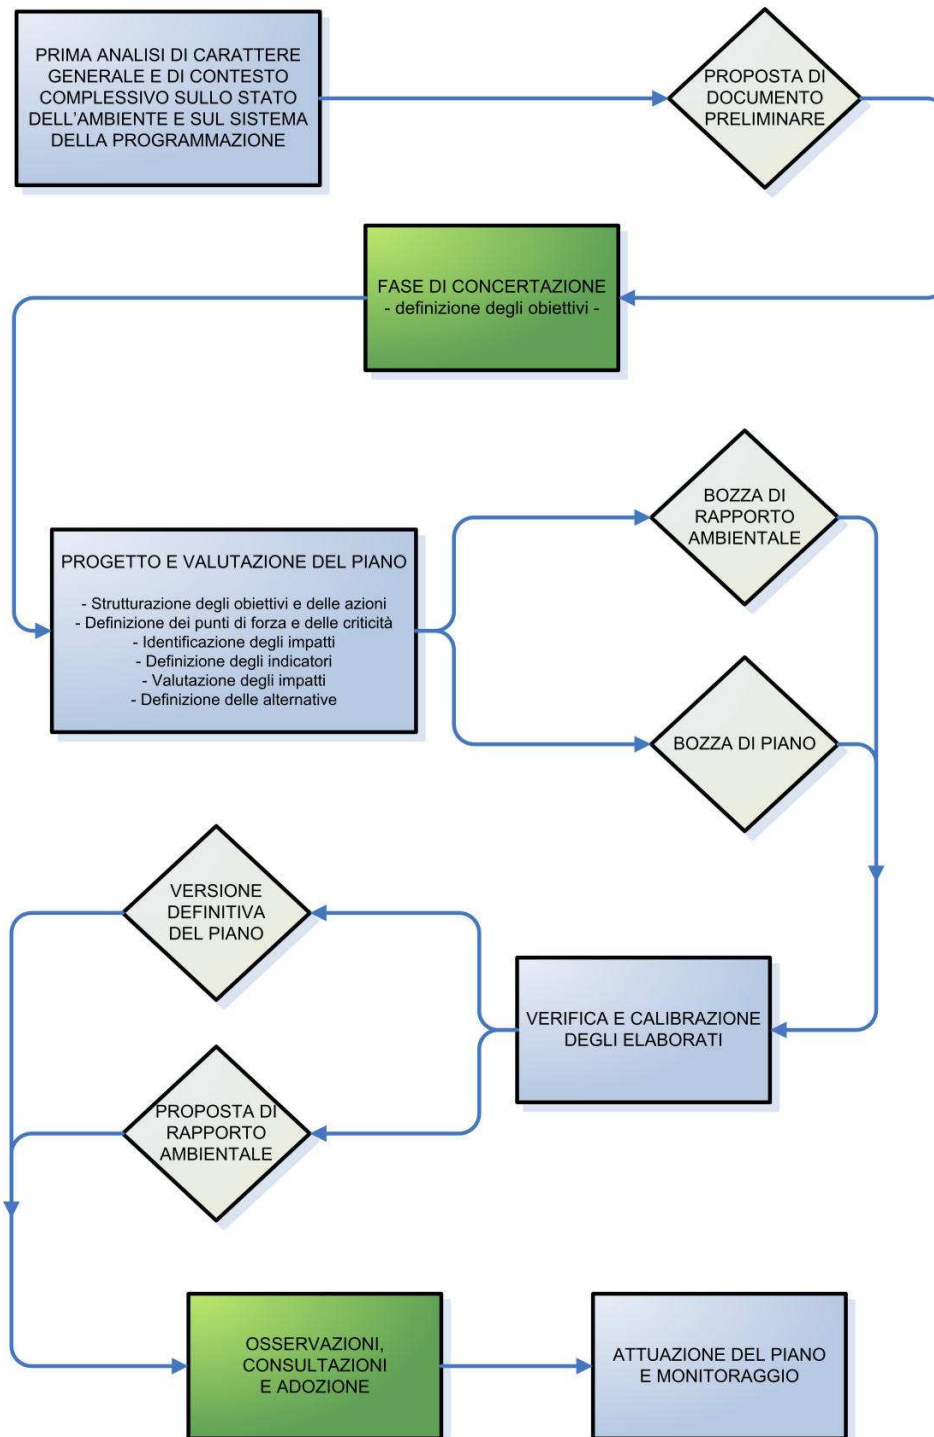 PRIMA ANALISI DI CARATTERE
GENERALE E DI CONTESTO
COMPLESSIVO SULLO STATO
DELL'AMBIENTE E SUL SISTEMA
DELLA PROGRAMMAZIONE
PROPOSTA DI
DOCUMENTO
PRELIMINARE
FASE DI CONCERTAZIONE
- definizione degli obiettivi -
PROGETTO E VALUTAZIONE DEL PIANO
- Strutturazione degli obiettivi e delle azioni
- Definizione dei punti di forza e delle criticità
- Identificazione degli impatti
- Definizione degli indicatori
- Valutazione degli impatti
- Definizione delle alternative
BOZZA DI
RAPPORTO
AMBIENTALE
BOZZA DI PIANO
VERIFICA E CALIBRAZIONE
DEGLI ELABORATI
VERSIONE
DEFINITIVA
DEL PIANO
PROPOSTA DI
RAPPORTO
AMBIENTALE
OSSERVAZIONI,
CONSULTAZIONI
E ADOZIONE
ATTUAZIONE DEL PIANO
E MONITORAGGIO